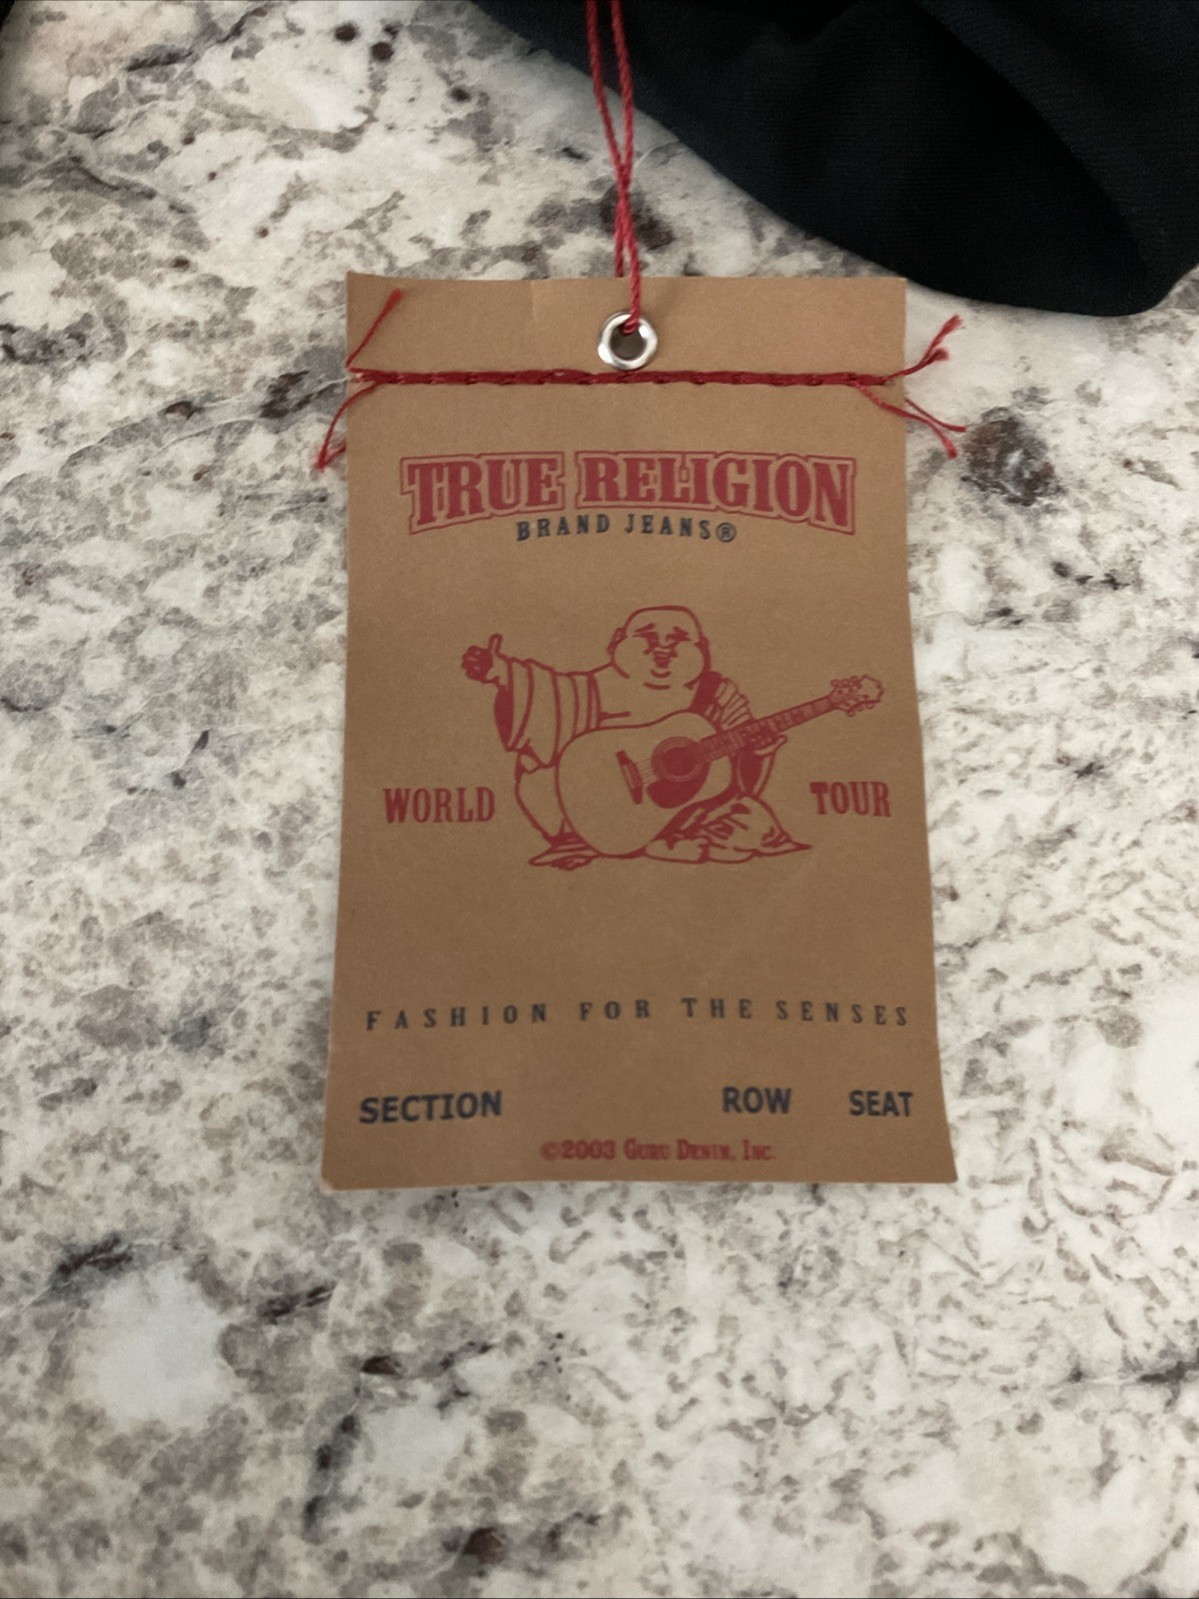 TRUE RELIGION
BRAND JEANS®
WORLD TOUR
FASHION FOR THE SENSES
SECTION ROW SEAT
©2003 GURU DENIM, INC.